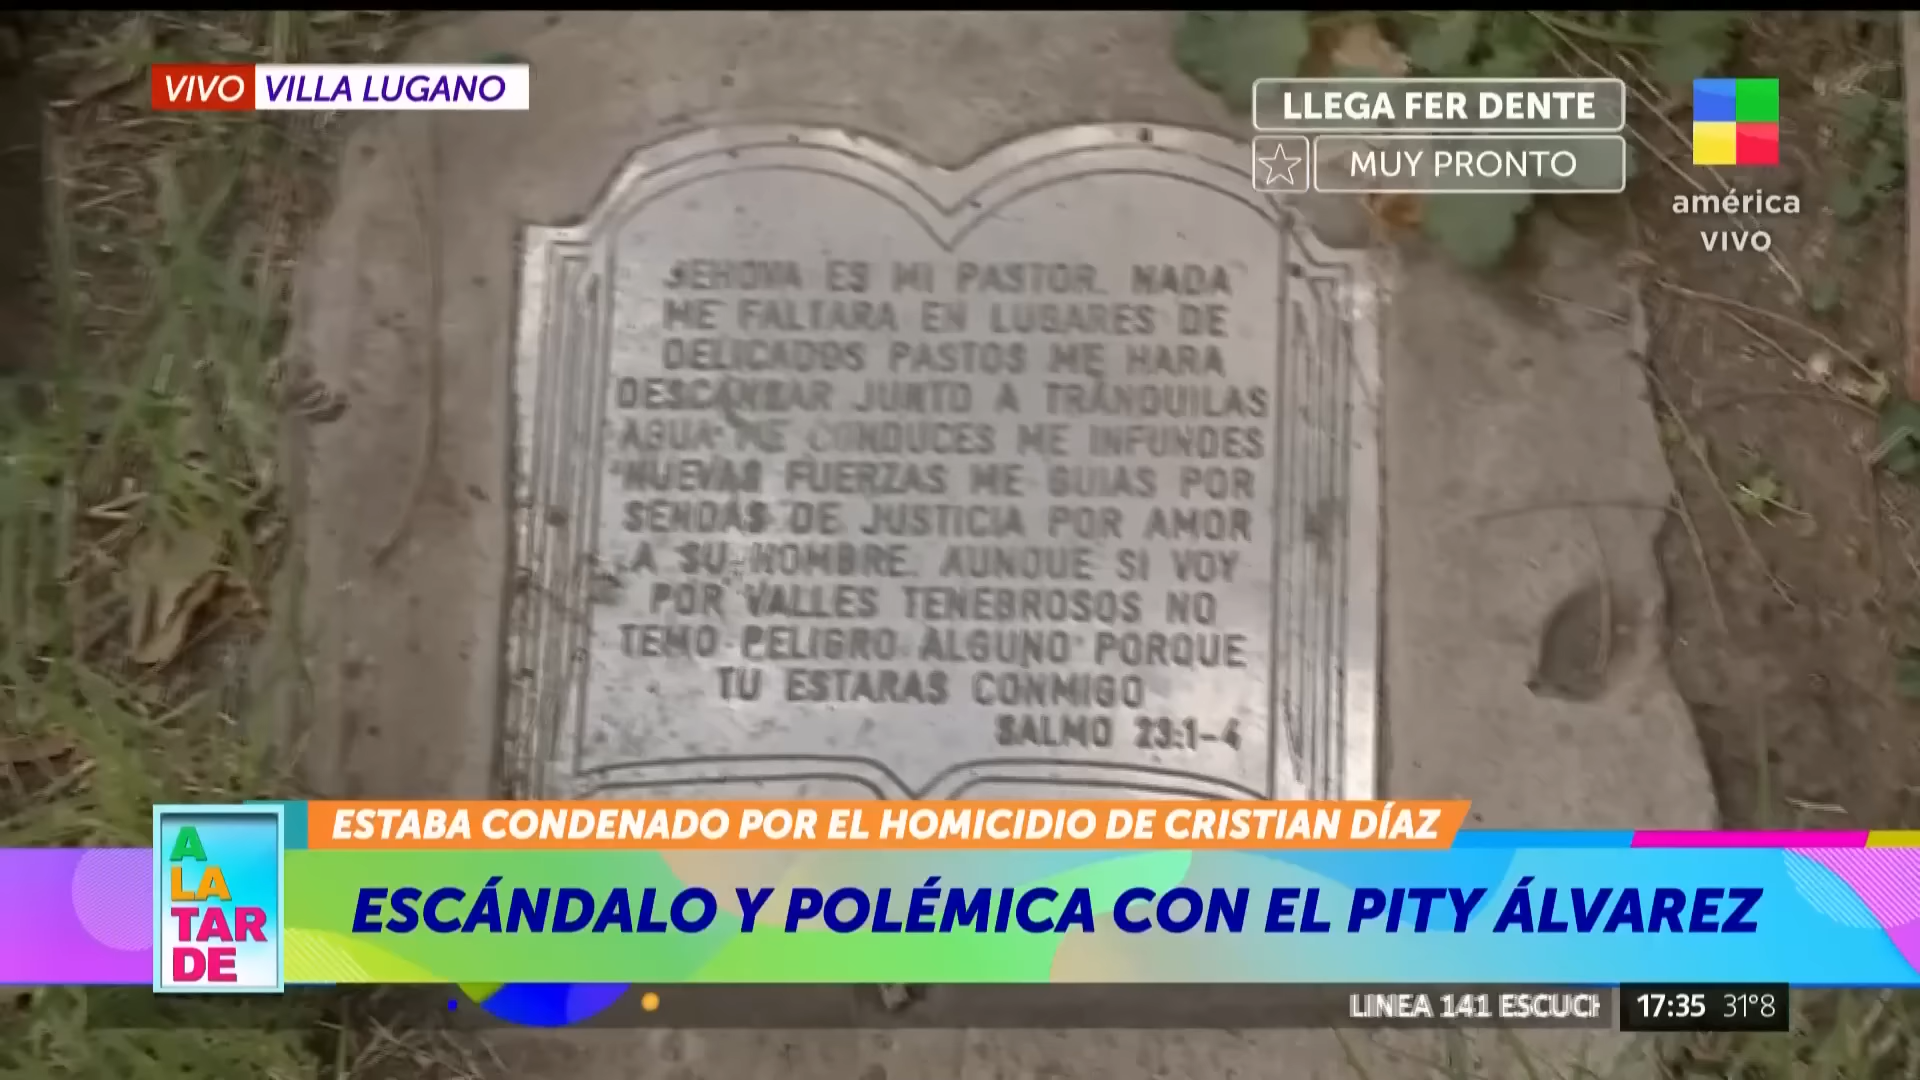 VIVO VILLA LUGANO
LLEGA FER DENTE
MUY PRONTO
américa
VIVO
JEHOVA ES MI PASTOR. NADA
ME FALTARA EN LUGARES DE
DELICADOS PASTOS ME HARA
DESCANSAR JUNTO A TRANQUILAS
AGUA ME CONDUCES ME INFUNDES
NUEVAS FUERZAS ME GUIAS POR
SENDAS DE JUSTICIA POR AMOR
A SU NOMBRE. AUNQUE SI VOY
POR VALLES TENEBROSOS NO
TEMO PELIGRO ALGUNO PORQUE
TU ESTARAS CONMIGO
SALMO 23:1-4
ESTABA CONDENADO POR EL HOMICIDIO DE CRISTIAN DÍAZ
A LA TAR DE
ESCÁNDALO Y POLÉMICA CON EL PITY ÁLVAREZ
LINEA 141 ESCUCH
17:35 31°8